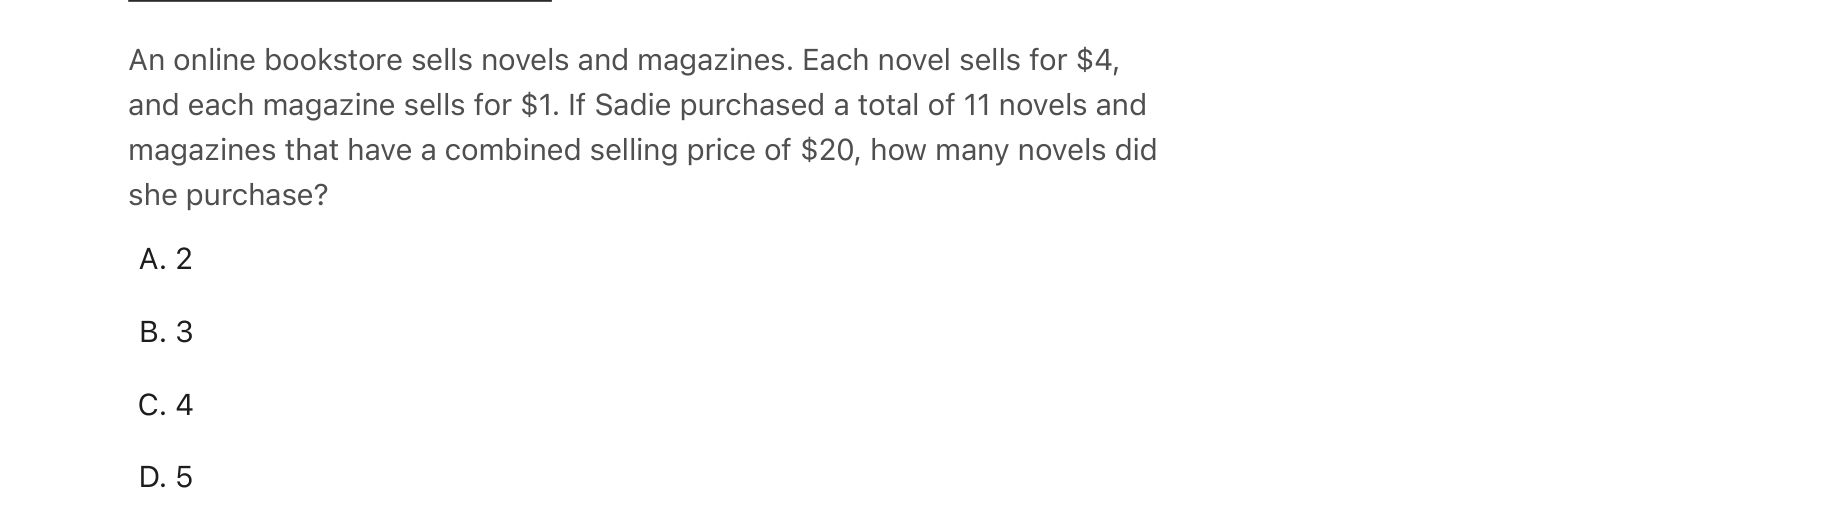 An online bookstore sells novels and magazines. Each novel sells for $4,
and each magazine sells for $1. If Sadie purchased a total of 11 novels and
magazines that have a combined selling price of $20, how many novels did
she purchase?
A. 2
B. 3
C. 4
D. 5